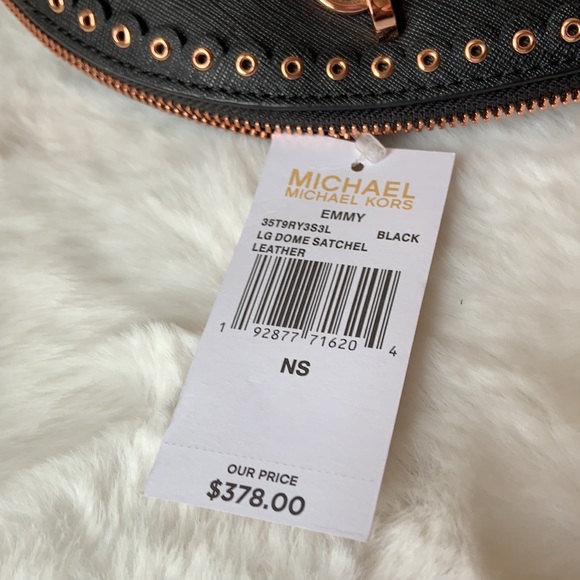 MICHAEL
MICHAEL KORS
EMMY
35T9RY3S3L BLACK
LG DOME SATCHEL
LEATHER
1 92877 71620 4
NS
OUR PRICE
$378.00